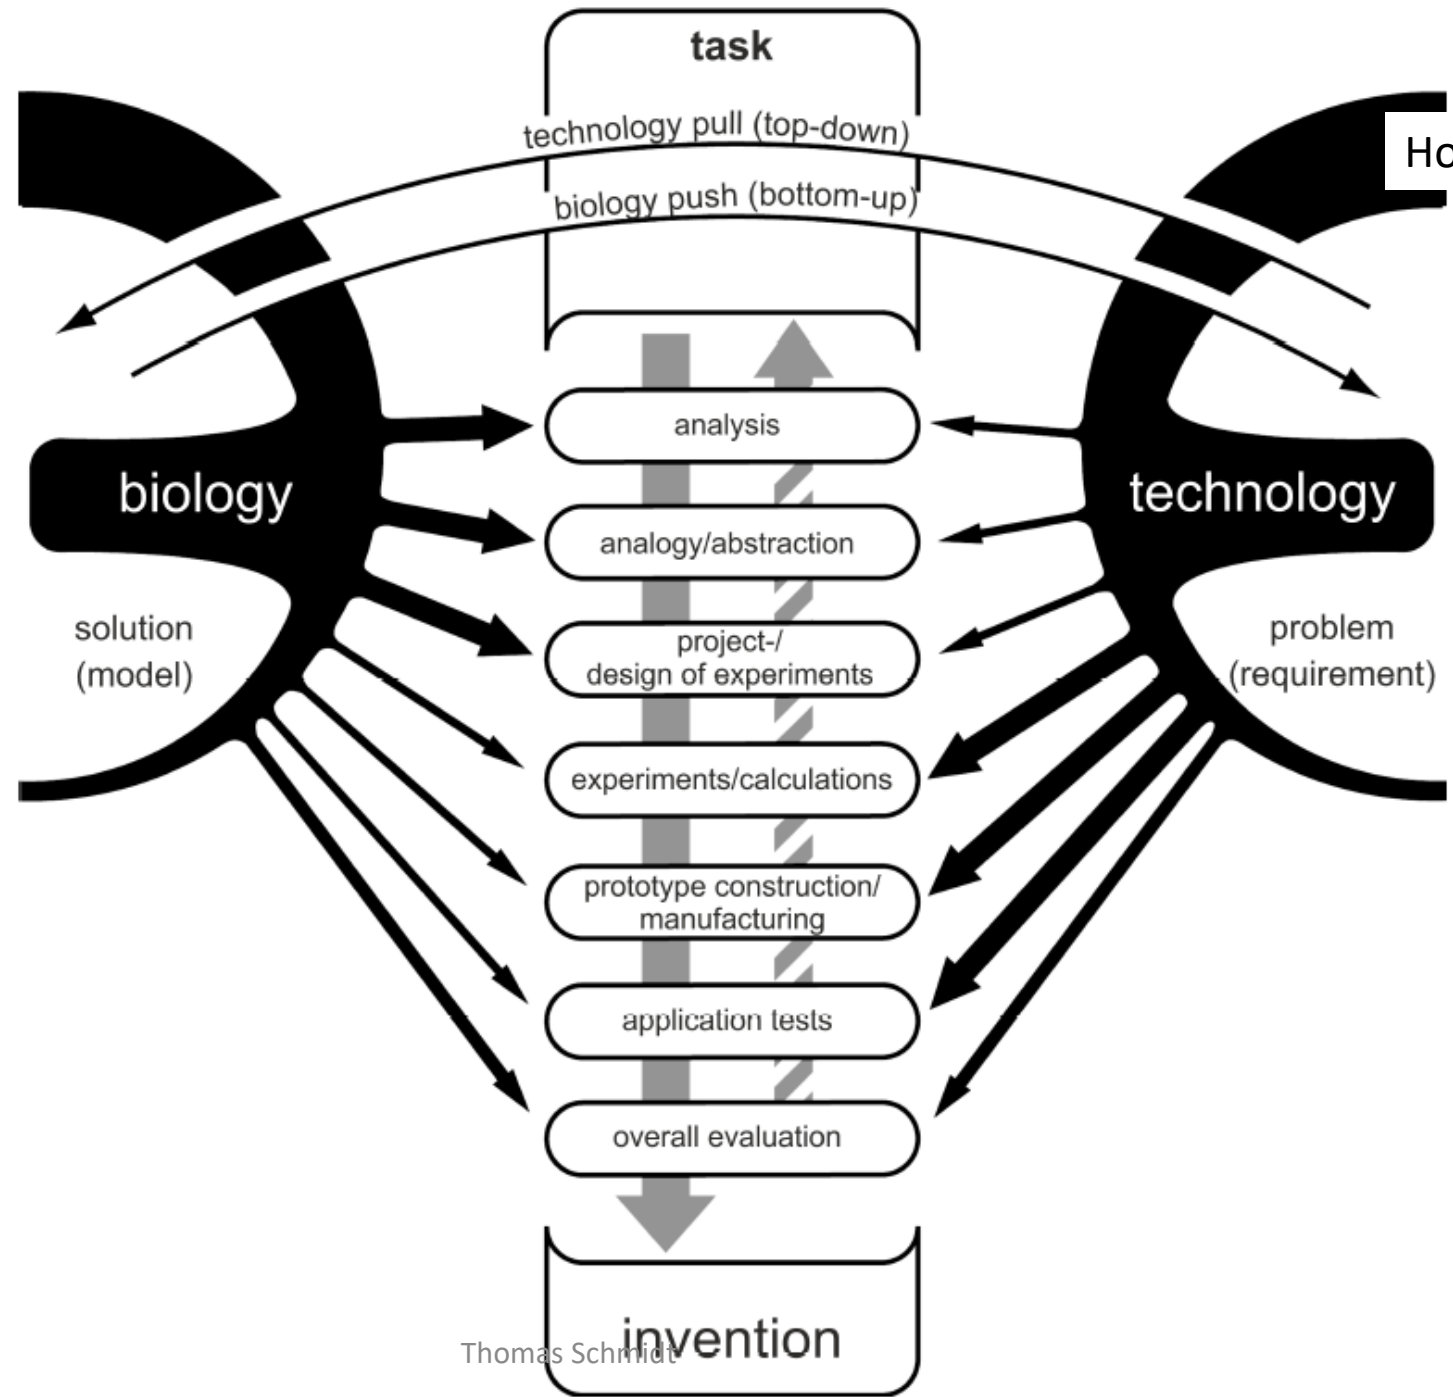 task
technology pull (top-down)
Ho
biology push (bottom-up)
analysis
biology
technology
analogy/abstraction
solution
(model)
project-/
design of experiments
problem
(requirement)
experiments/calculations
prototype construction/
manufacturing
application tests
overall evaluation
invention
Thomas Schmidt